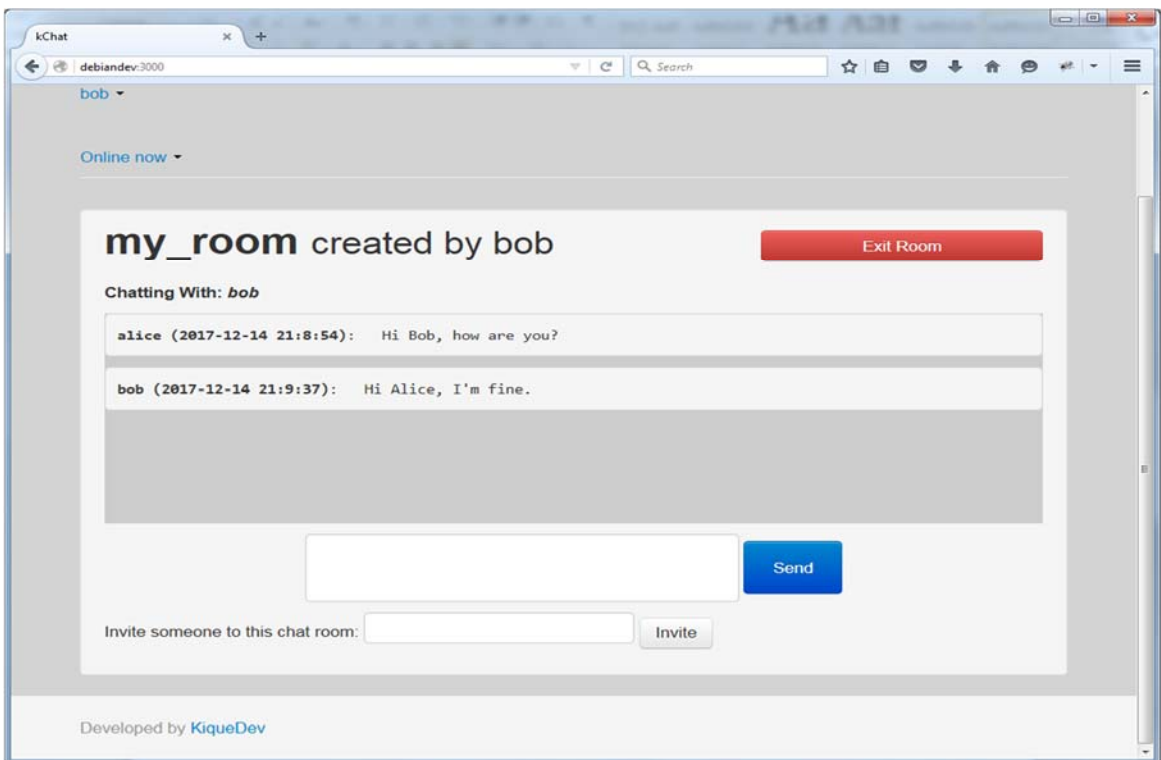 kChat
debiandev:3000
Search
bob
Online now
my_room created by bob
Exit Room
Chatting With: bob
alice (2017-12-14 21:8:54): Hi Bob, how are you?
bob (2017-12-14 21:9:37): Hi Alice, I'm fine.
Send
Invite someone to this chat room:
Invite
Developed by KiqueDev